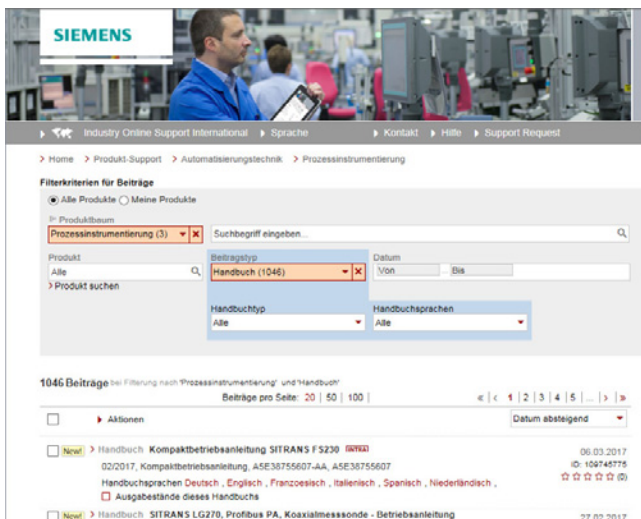 SIEMENS
Industry Online Support International Sprache Kontakt Hilfe Support Request
> Home > Produkt-Support > Automatisierungstechnik > Prozessinstrumentierung
Filterkriterien für Beiträge
Alle Produkte Meine Produkte
Produktbaum
Prozessinstrumentierung (3) Suchbegriff eingeben...
Produkt Beitragstyp Datum
Alle Handbuch (1046) Von ... Bis
> Produkt suchen
Handbuchtyp Handbuchsprachen
Alle Alle
1046 Beiträge bei Filterung nach 'Prozessinstrumentierung' und 'Handbuch'
Beiträge pro Seite: 20 | 50 | 100 | « ‹ 1 | 2 | 3 | 4 | 5 | ... | › | »
Aktionen Datum absteigend
New! > Handbuch Kompaktbetriebsanleitung SITRANS FS230 INTRA 06.03.2017
02/2017, Kompaktbetriebsanleitung, A5E38755607-AA, A5E38755607 ID: 109745775
Handbuchsprachen Deutsch , Englisch , Franzoesisch , Italienisch , Spanisch , Niederländisch , (0)
Ausgabestände dieses Handbuchs
New! > Handbuch SITRANS LG270, Profibus PA, Koaxialmesssonde - Betriebsanleitung 27.02.2017